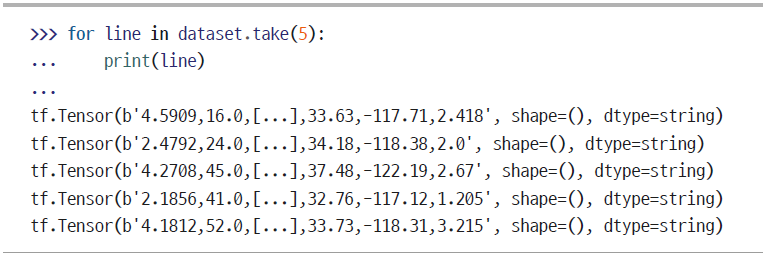 >>> for line in dataset.take(5):
...     print(line)
...
tf.Tensor(b'4.5909,16.0,[...],33.63,-117.71,2.418', shape=(), dtype=string)
tf.Tensor(b'2.4792,24.0,[...],34.18,-118.38,2.0', shape=(), dtype=string)
tf.Tensor(b'4.2708,45.0,[...],37.48,-122.19,2.67', shape=(), dtype=string)
tf.Tensor(b'2.1856,41.0,[...],32.76,-117.12,1.205', shape=(), dtype=string)
tf.Tensor(b'4.1812,52.0,[...],33.73,-118.31,3.215', shape=(), dtype=string)